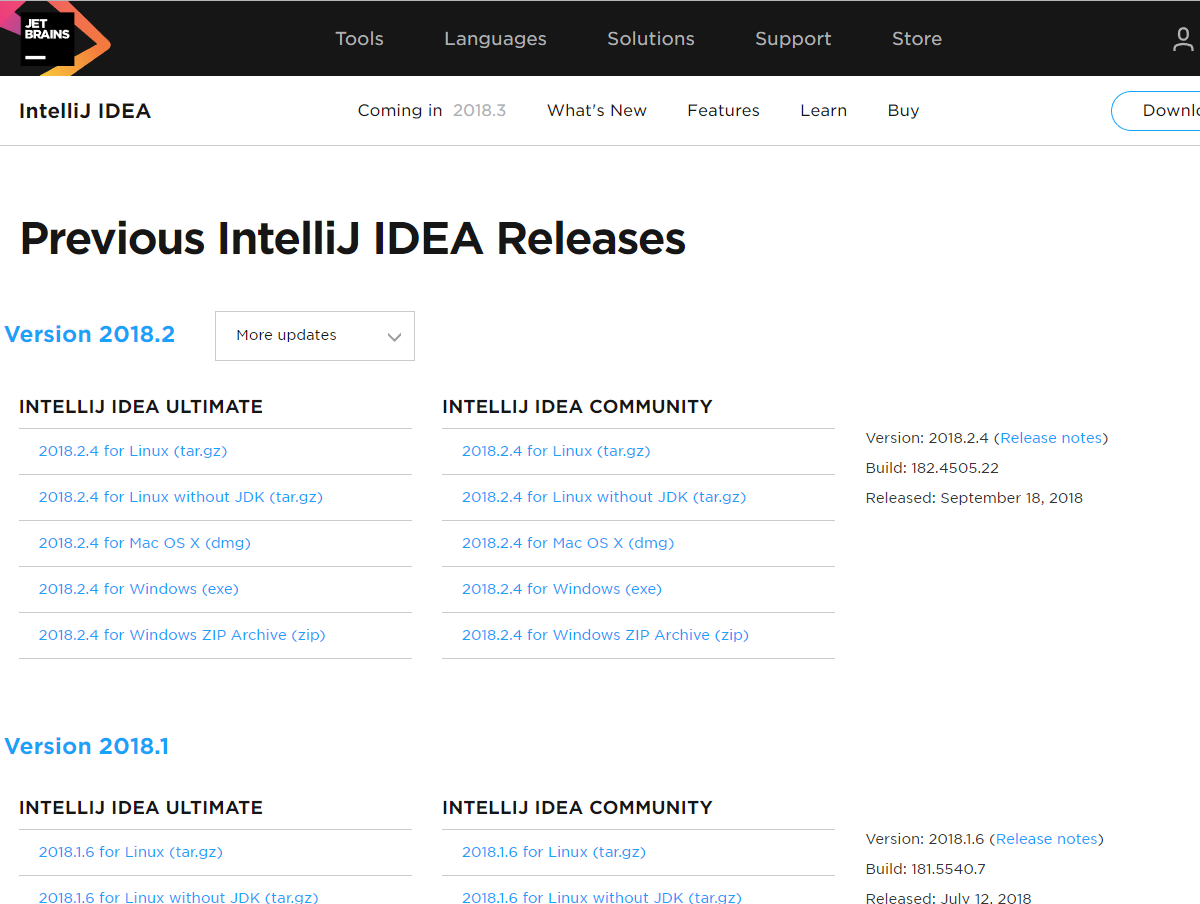 JET
BRAINS
Tools Languages Solutions Support Store
IntelliJ IDEA Coming in 2018.3 What's New Features Learn Buy Downlo
Previous IntelliJ IDEA Releases
Version 2018.2 More updates
INTELLIJ IDEA ULTIMATE
2018.2.4 for Linux (tar.gz)
2018.2.4 for Linux without JDK (tar.gz)
2018.2.4 for Mac OS X (dmg)
2018.2.4 for Windows (exe)
2018.2.4 for Windows ZIP Archive (zip)
INTELLIJ IDEA COMMUNITY
2018.2.4 for Linux (tar.gz)
2018.2.4 for Linux without JDK (tar.gz)
2018.2.4 for Mac OS X (dmg)
2018.2.4 for Windows (exe)
2018.2.4 for Windows ZIP Archive (zip)
Version: 2018.2.4 (Release notes)
Build: 182.4505.22
Released: September 18, 2018
Version 2018.1
INTELLIJ IDEA ULTIMATE
2018.1.6 for Linux (tar.gz)
2018.1.6 for Linux without JDK (tar.gz)
INTELLIJ IDEA COMMUNITY
2018.1.6 for Linux (tar.gz)
2018.1.6 for Linux without JDK (tar.gz)
Version: 2018.1.6 (Release notes)
Build: 181.5540.7
Released: July 12, 2018